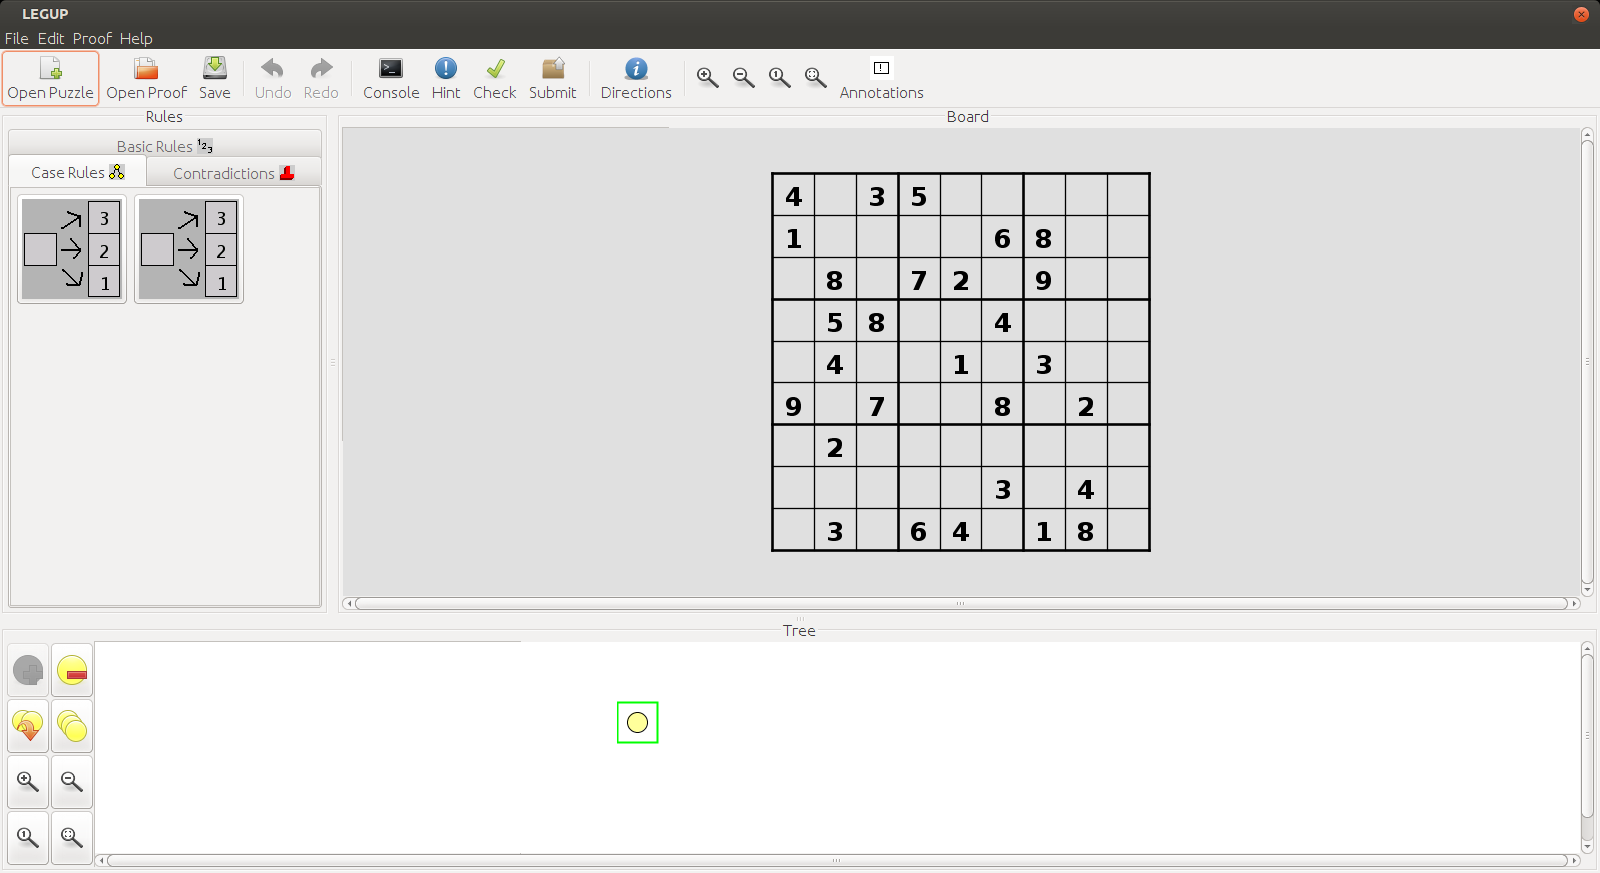 LEGUP
File Edit Proof Help
Open Puzzle Open Proof Save Undo Redo Console Hint Check Submit Directions Annotations
Rules
Board
Basic Rules 1 2 3
Case Rules Contradictions
3 3
2 2
1 1
4 3 5
1 6 8
8 7 2 9
5 8 4
4 1 3
9 7 8 2
2
3 4
3 6 4 1 8
Tree